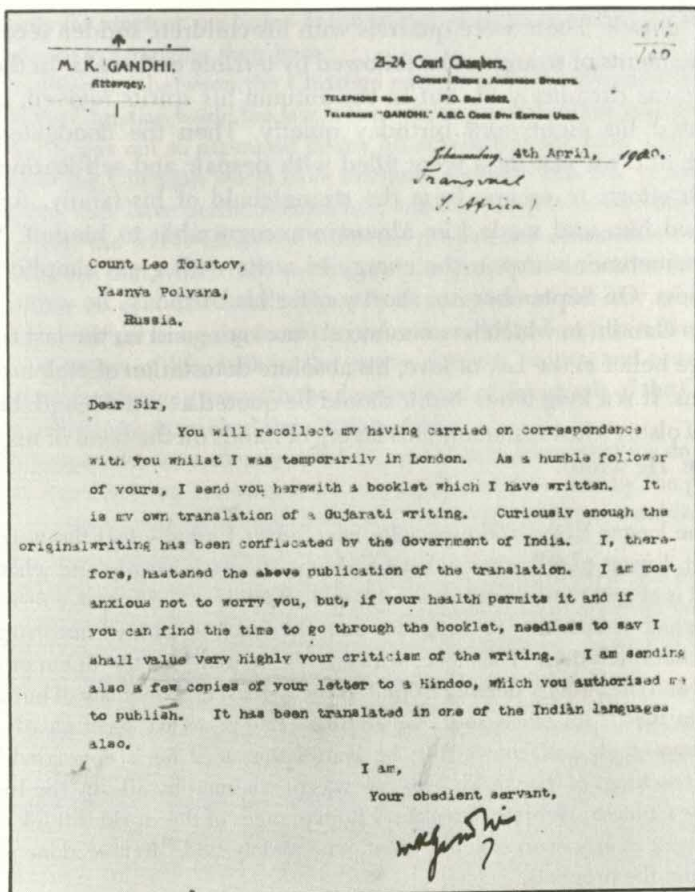 M. K. GANDHI,
Attorney.
21-24 Court Chambers,
CORNER RISSIK & ANDERSON STREETS.
TELEPHONE No. 1635. P.O. BOX 6522.
TELEGRAMS "GANDHI." A.B.C. CODE 5TH EDITION USED.
4th April, 19
Transvaal
S. Africa
Count Leo Tolstoy,
Yasnya Polyana,
Russia.
Dear Sir,
You will recollect my having carried on correspondence
with you whilst I was temporarily in London. As a humble follower
of yours, I send you herewith a booklet which I have written. It
is my own translation of a Gujarati writing. Curiously enough the
original writing has been confiscated by the Government of India. I, there-
fore, hastened the above publication of the translation. I am most
anxious not to worry you, but, if your health permits it and if
you can find the time to go through the booklet, needless to say I
shall value very highly your criticism of the writing. I am sending
also a few copies of your letter to a Hindoo, which you authorised me
to publish. It has been translated in one of the Indian languages
also.
I am,
Your obedient servant,
MKGandhi